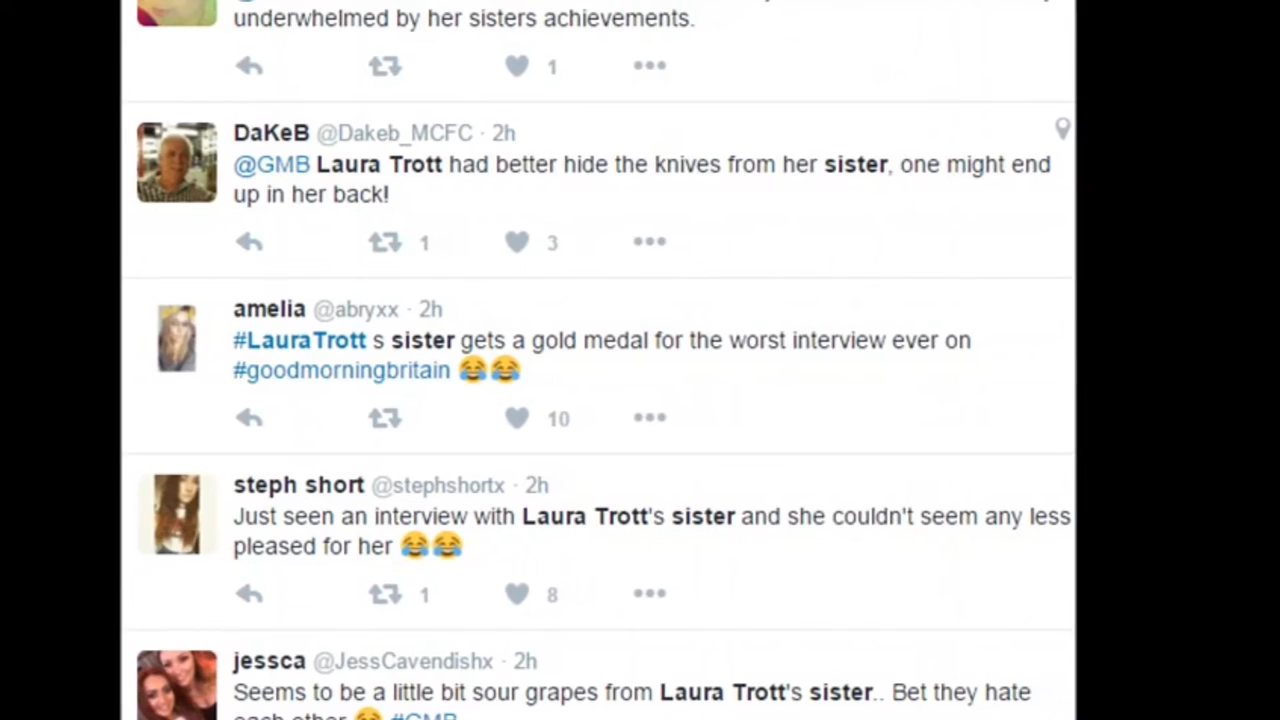 underwhelmed by her sisters achievements.
1
DaKeB @Dakeb_MCFC · 2h
@GMB Laura Trott had better hide the knives from her sister, one might end
up in her back!
1 3
amelia @abryxx · 2h
#LauraTrott s sister gets a gold medal for the worst interview ever on
#goodmorningbritain 😂😂
10
steph short @stephshortx · 2h
Just seen an interview with Laura Trott's sister and she couldn't seem any less
pleased for her 😂😂
1 8
jessca @JessCavendishx · 2h
Seems to be a little bit sour grapes from Laura Trott's sister.. Bet they hate
each other 😂 #GMB